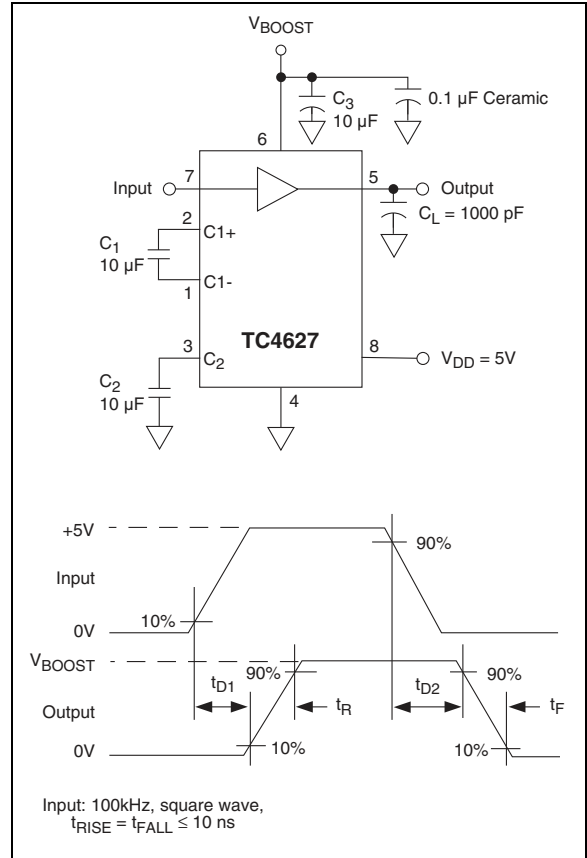 VBOOST
C3
10 µF
0.1 µF Ceramic
6
7
5
Input
Output
2
C1+
CL = 1000 pF
C1
10 µF
C1-
1
TC4627
3
C2
8
VDD = 5V
C2
10 µF
4
+5V
90%
Input
10%
0V
VBOOST
90%
tD1
tR
tD2
90%
tF
Output
10%
10%
0V
Input: 100kHz, square wave,
tRISE = tFALL ≤ 10 ns